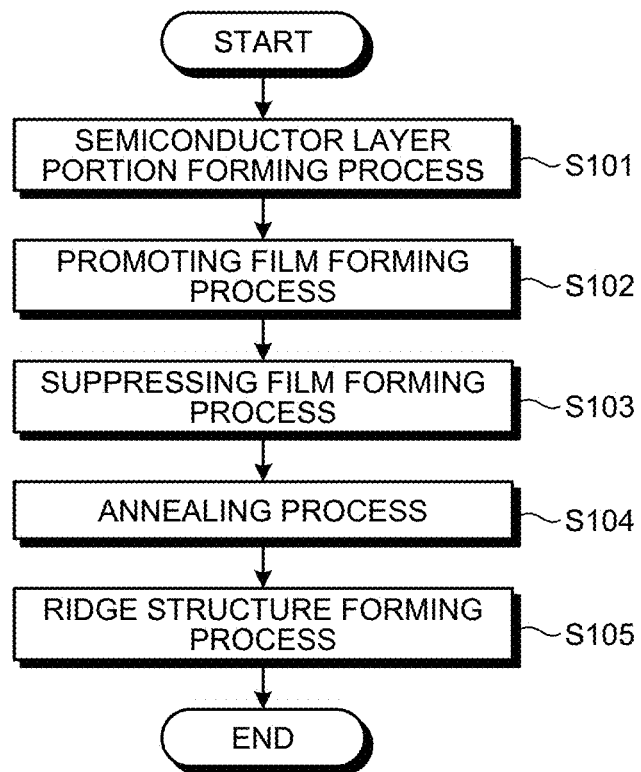 START
SEMICONDUCTOR LAYER
PORTION FORMING PROCESS
S101
PROMOTING FILM FORMING
PROCESS
S102
SUPPRESSING FILM FORMING
PROCESS
S103
ANNEALING PROCESS
S104
RIDGE STRUCTURE FORMING
PROCESS
S105
END